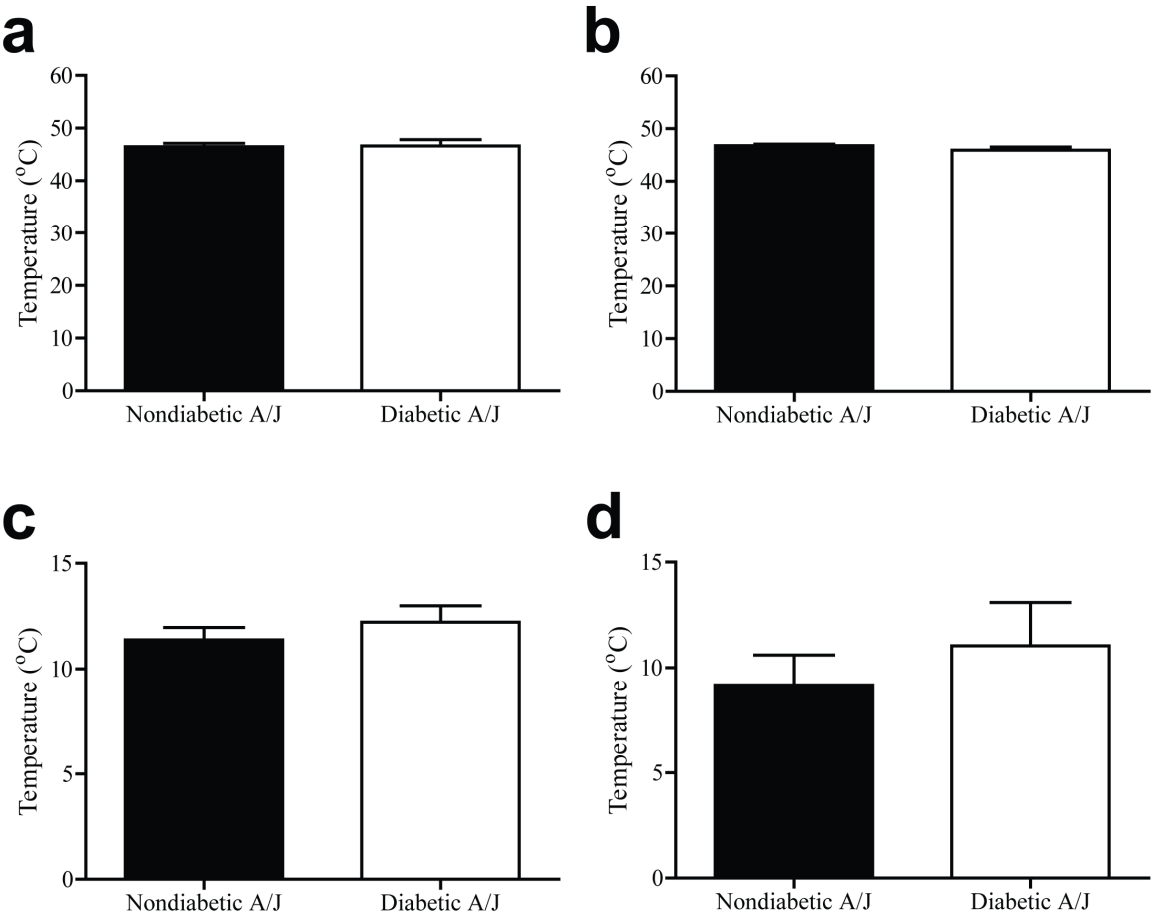 a
60
50
40
30
20
10
0
Temperature (°C)
Nondiabetic A/J
Diabetic A/J
b
60
50
40
30
20
10
0
Temperature (°C)
Nondiabetic A/J
Diabetic A/J
c
15
10
5
0
Temperature (°C)
Nondiabetic A/J
Diabetic A/J
d
15
10
5
0
Temperature (°C)
Nondiabetic A/J
Diabetic A/J